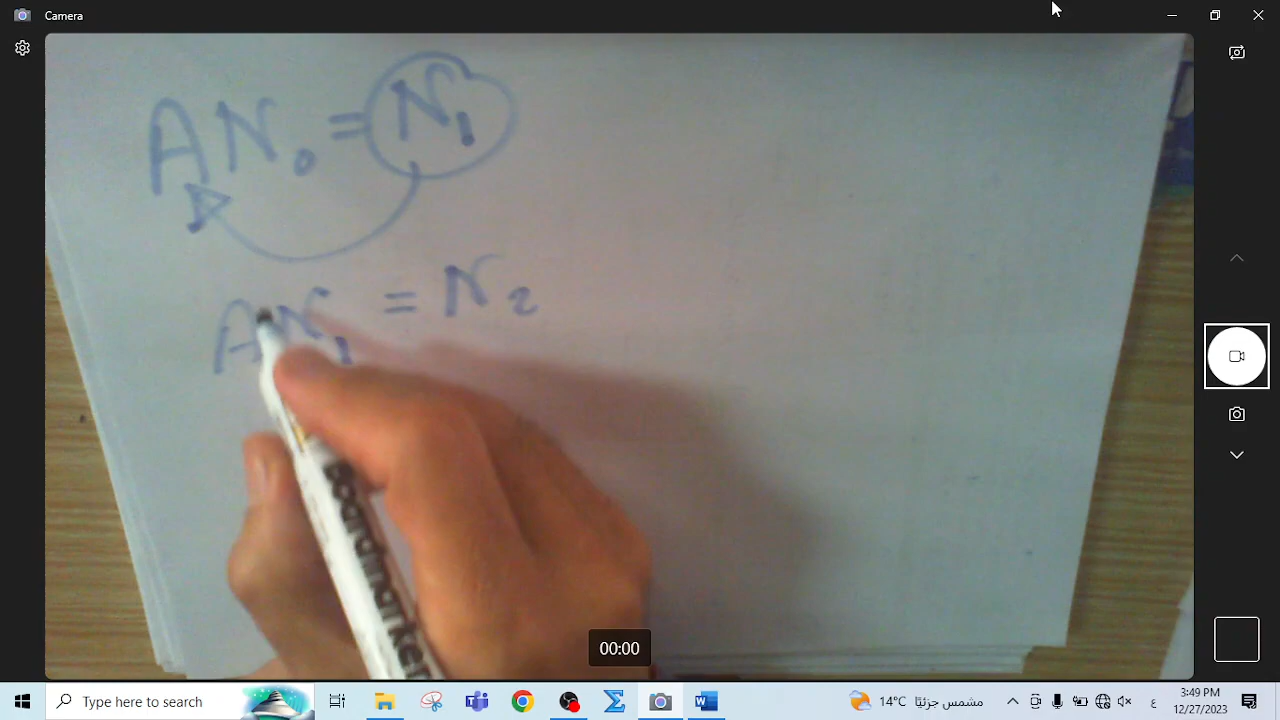 Camera
AN₀ = N₁
AN₁ = N₂
boardmarker
00:00
Type here to search
14°C مشمس جزئيًا
ع
3:49 PM
12/27/2023